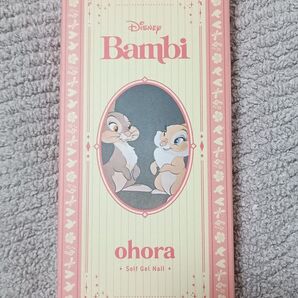 Disney
Bambi
ohora
• Self Gel Nail •